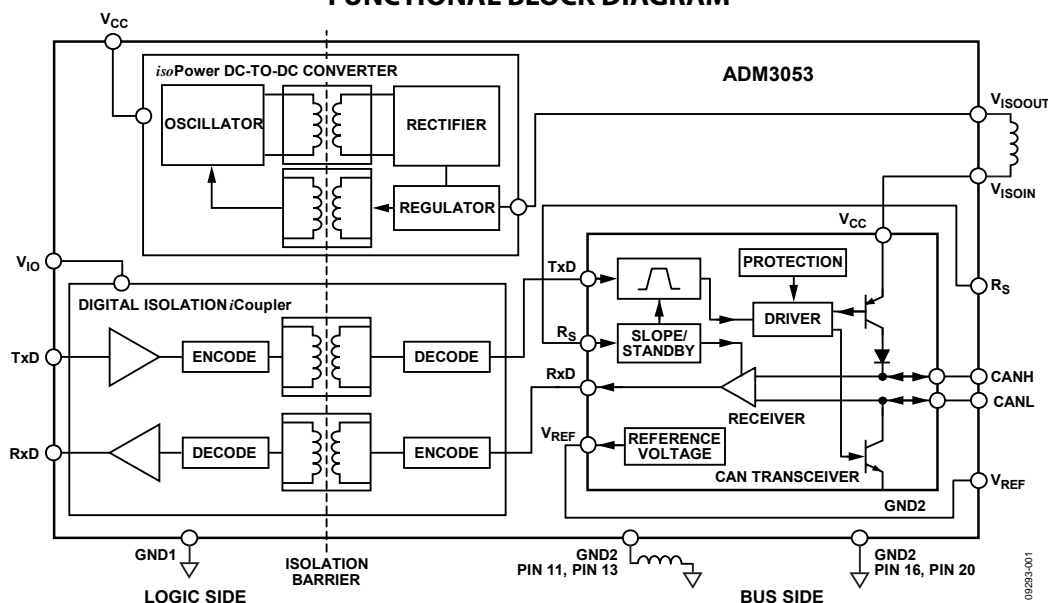 FUNCTIONAL BLOCK DIAGRAM
VCC
isoPower DC-TO-DC CONVERTER
ADM3053
OSCILLATOR
RECTIFIER
VISOOUT
REGULATOR
VISOIN
VCC
VIO
TxD
PROTECTION
RS
DIGITAL ISOLATION iCoupler
DRIVER
RS
SLOPE/
STANDBY
TxD
ENCODE
DECODE
RxD
CANH
CANL
RECEIVER
RxD
DECODE
ENCODE
VREF
REFERENCE
VOLTAGE
CAN TRANSCEIVER
VREF
GND2
GND1
ISOLATION
BARRIER
GND2
PIN 11, PIN 13
GND2
PIN 16, PIN 20
LOGIC SIDE
BUS SIDE
09293-001